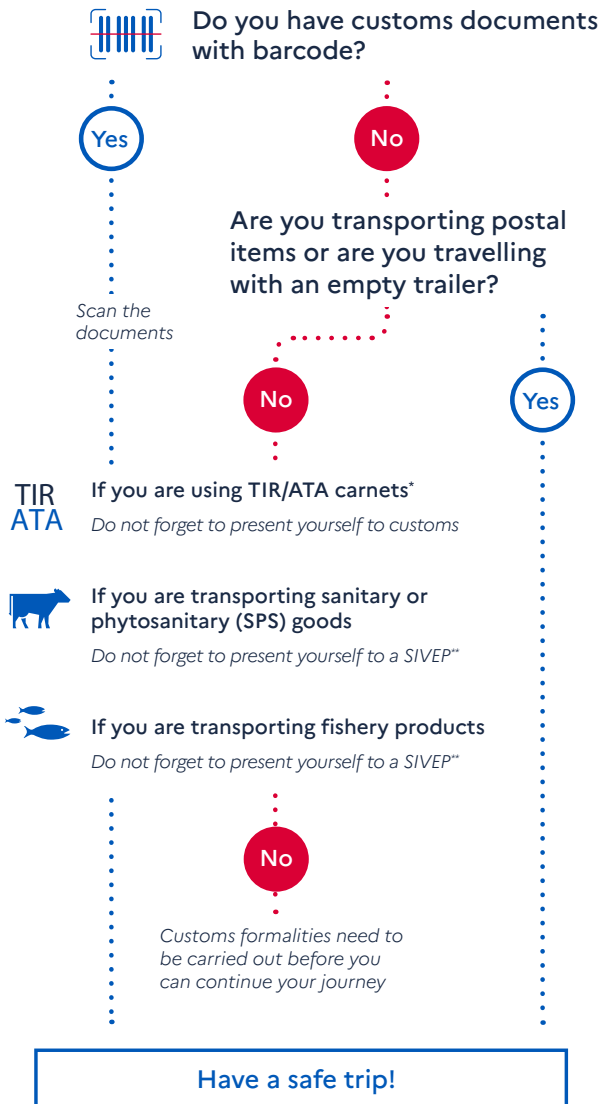 Do you have customs documents
with barcode?
Yes
No
Are you transporting postal
items or are you travelling
with an empty trailer?
Scan the
documents
No
Yes
TIR
ATA
If you are using TIR/ATA carnets*
Do not forget to present yourself to customs
If you are transporting sanitary or
phytosanitary (SPS) goods
Do not forget to present yourself to a SIVEP**
If you are transporting fishery products
Do not forget to present yourself to a SIVEP**
No
Customs formalities need to
be carried out before you
can continue your journey
Have a safe trip!